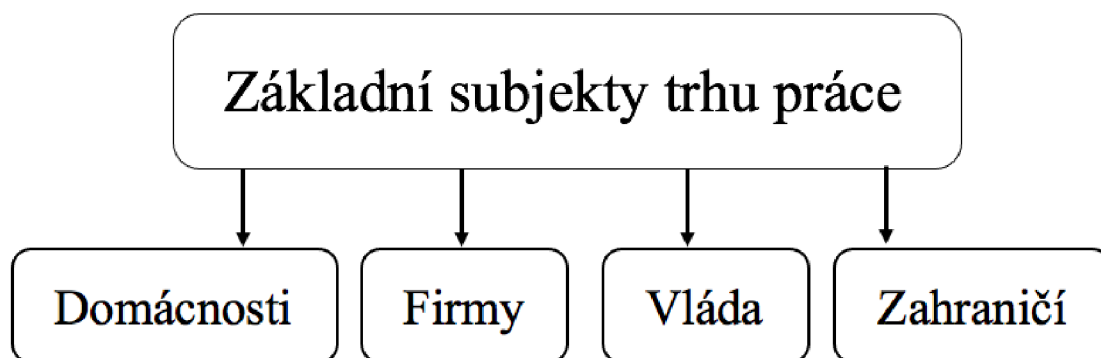 Základní subjekty trhu práce
Domácnosti
Firmy
Vláda
Zahraničí